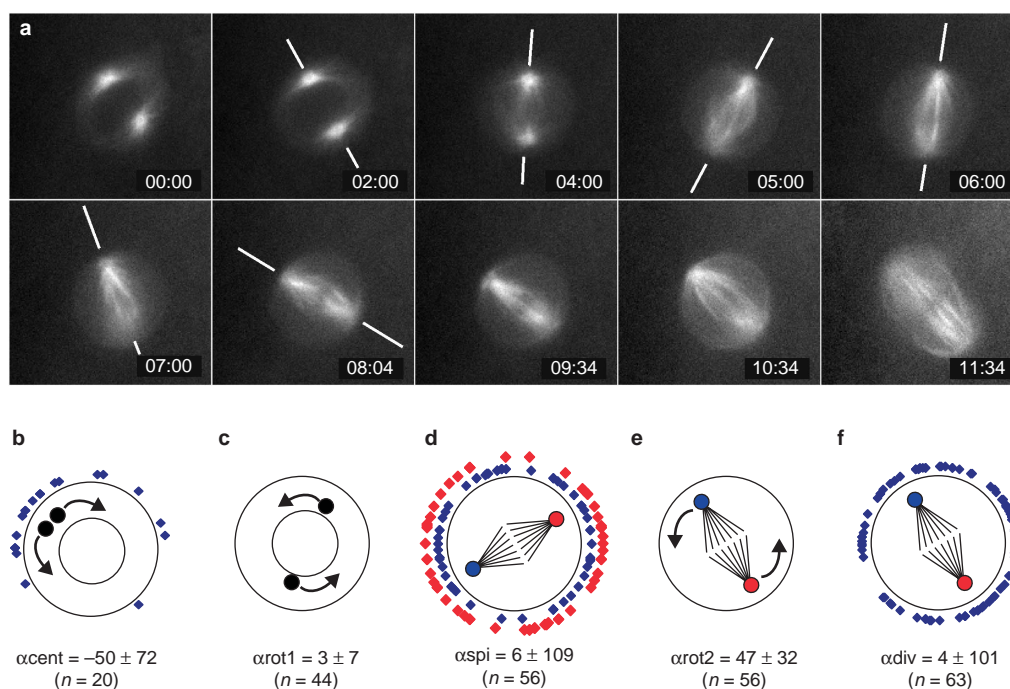 a
00:00
02:00
04:00
05:00
06:00
07:00
08:04
09:34
10:34
11:34
b
c
d
e
f
αcent = –50 ± 72
(n = 20)
αrot1 = 3 ± 7
(n = 44)
αspi = 6 ± 109
(n = 56)
αrot2 = 47 ± 32
(n = 56)
αdiv = 4 ± 101
(n = 63)